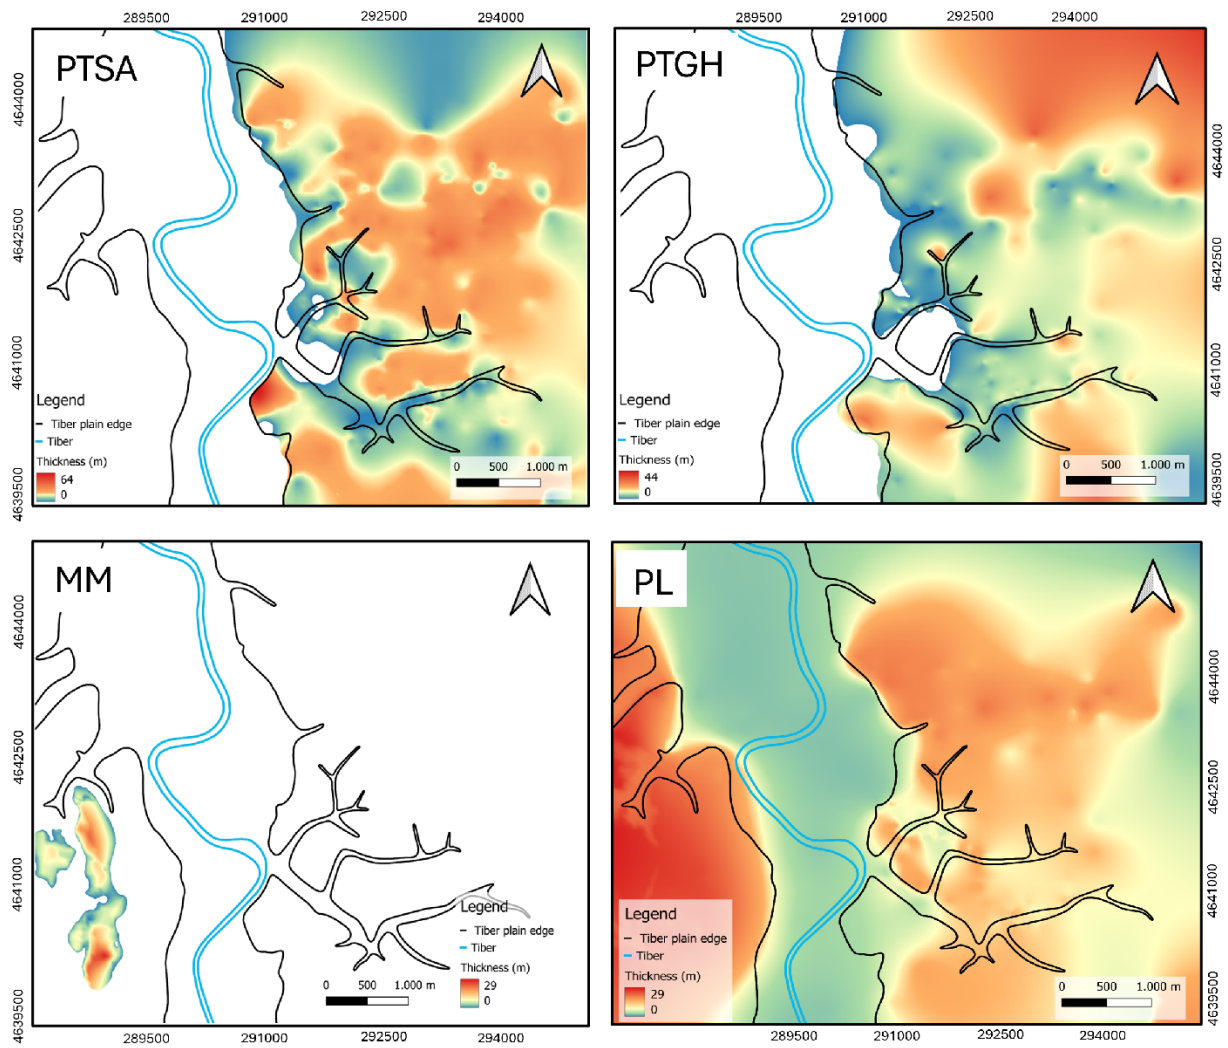 289500 291000 292500 294000
289500 291000 292500 294000
PTSA
4644000
4642500
4641000
4639500
Legend
Tiber plain edge
Tiber
Thickness (m)
64
0
0 500 1.000 m
PTGH
4644000
4642500
4641000
4639500
Legend
Tiber plain edge
Tiber
Thickness (m)
44
0
0 500 1.000 m
MM
4644000
4642500
4641000
4639500
Legend
Tiber plain edge
Tiber
Thickness (m)
29
0
0 500 1.000 m
PL
4644000
4642500
4641000
4639500
Legend
Tiber plain edge
Tiber
Thickness (m)
29
0
0 500 1.000 m
289500 291000 292500 294000
289500 291000 292500 294000